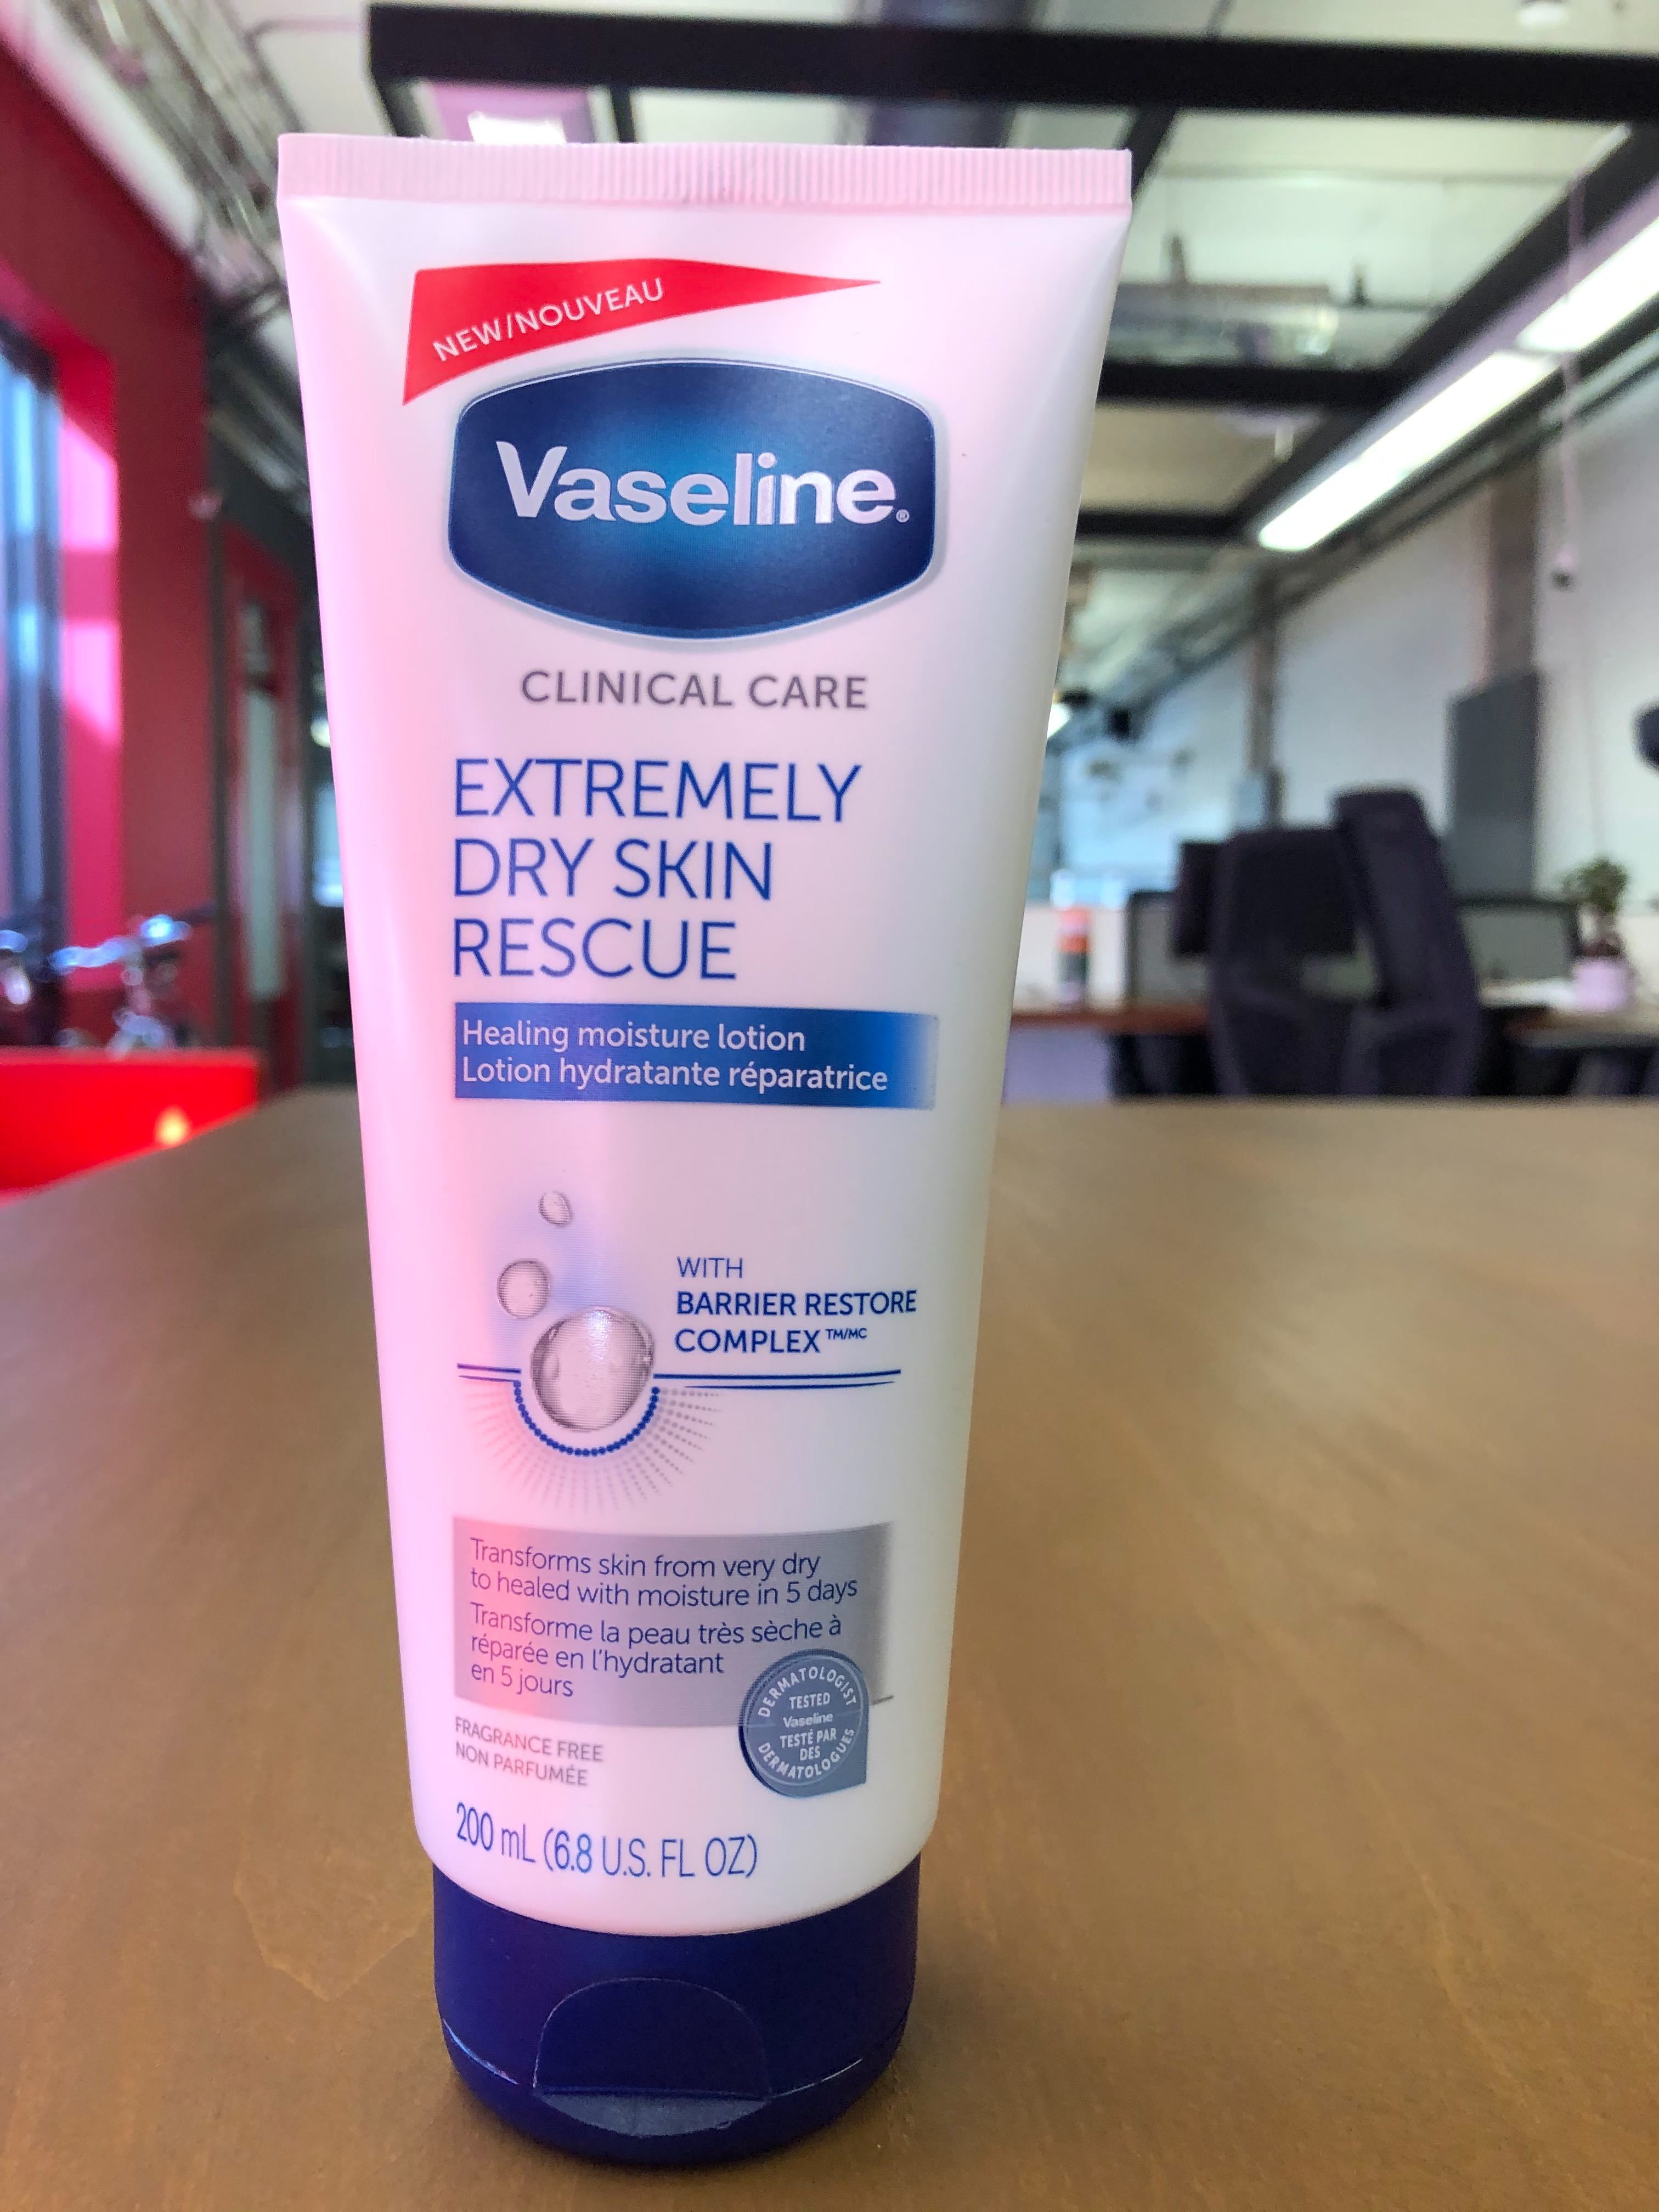 NEW/NOUVEAU
Vaseline®
CLINICAL CARE
EXTREMELY
DRY SKIN
RESCUE
Healing moisture lotion
Lotion hydratante réparatrice
WITH
BARRIER RESTORE
COMPLEX TM/MC
Transforms skin from very dry
to healed with moisture in 5 days
Transforme la peau très sèche à
réparée en l'hydratant
en 5 jours
DERMATOLOGIST
TESTED
Vaseline
TESTÉ PAR
DES
DERMATOLOGUES
FRAGRANCE FREE
NON PARFUMÉE
200 mL (6.8 U.S. FL OZ)